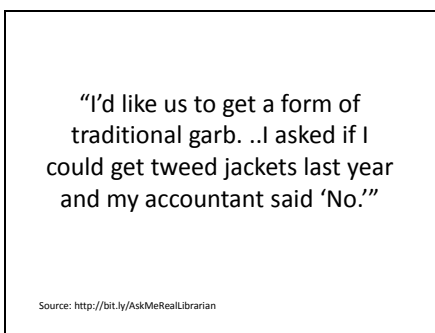 “I’d like us to get a form of
traditional garb. ..I asked if I
could get tweed jackets last year
and my accountant said ‘No.’”
Source: http://bit.ly/AskMeRealLibrarian